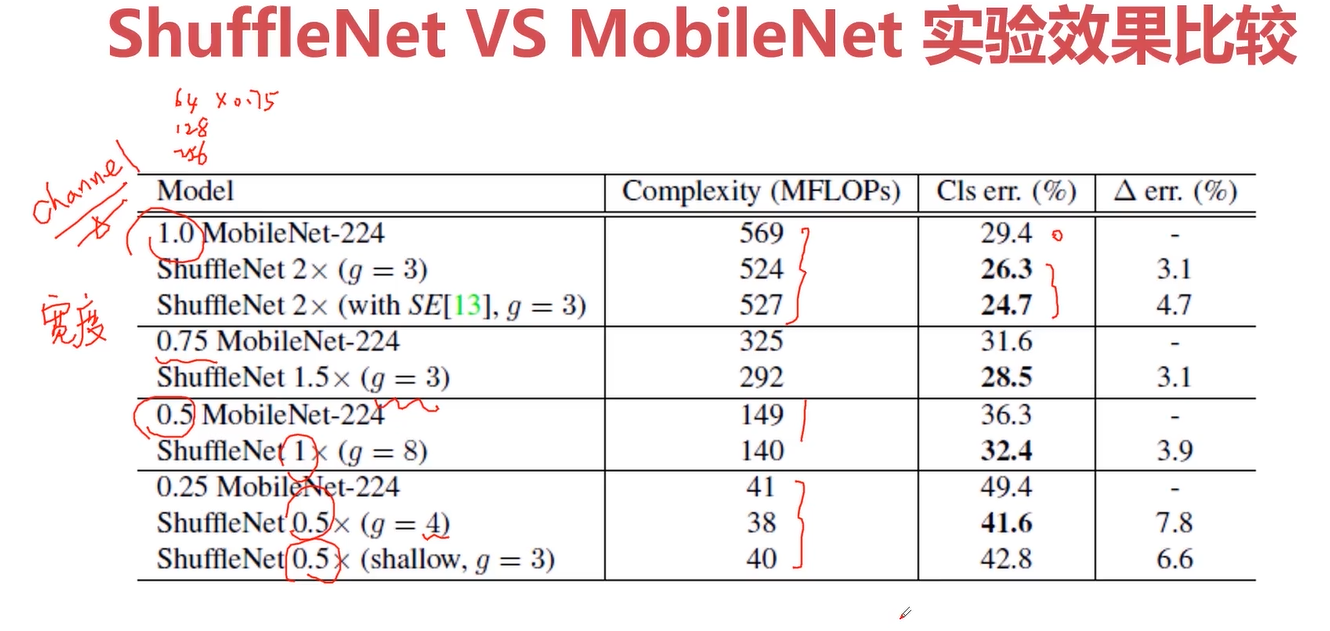 ShuffleNet VS MobileNet 实验效果比较
64 × 0.75
128
256
channel
宽度
Model Complexity (MFLOPs) Cls err. (%) Δ err. (%)
1.0 MobileNet-224 569 29.4 -
ShuffleNet 2× (g = 3) 524 26.3 3.1
ShuffleNet 2× (with SE[13], g = 3) 527 24.7 4.7
0.75 MobileNet-224 325 31.6 -
ShuffleNet 1.5× (g = 3) 292 28.5 3.1
0.5 MobileNet-224 149 36.3 -
ShuffleNet 1× (g = 8) 140 32.4 3.9
0.25 MobileNet-224 41 49.4 -
ShuffleNet 0.5× (g = 4) 38 41.6 7.8
ShuffleNet 0.5× (shallow, g = 3) 40 42.8 6.6